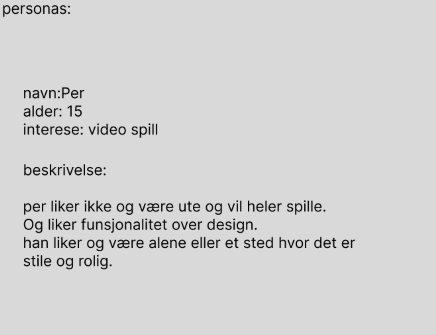 personas:
navn:Per
alder: 15
interese: video spill
beskrivelse:
per liker ikke og være ute og vil heler spille.
Og liker funsjonalitet over design.
han liker og være alene eller et sted hvor det er
stile og rolig.